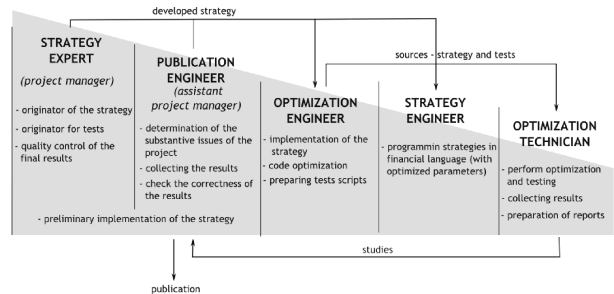 developed strategy
STRATEGY
EXPERT
(project manager)
- originator of the strategy
- originator for tests
- quality control of the
final results
PUBLICATION
ENGINEER
(assistant
project manager)
- determination of the
substantive issues of the
project
- collecting the results
- check the correctness of
the results
- preliminary implementation of the strategy
sources - strategy and tests
OPTIMIZATION
ENGINEER
- implementation of the
strategy
- code optimization
- preparing tests scripts
STRATEGY
ENGINEER
- programmin strategies in
financial language (with
optimized parameters)
OPTIMIZATION
TECHNICIAN
- perform optimization
and testing
- collecting results
- preparation of reports
studies
publication